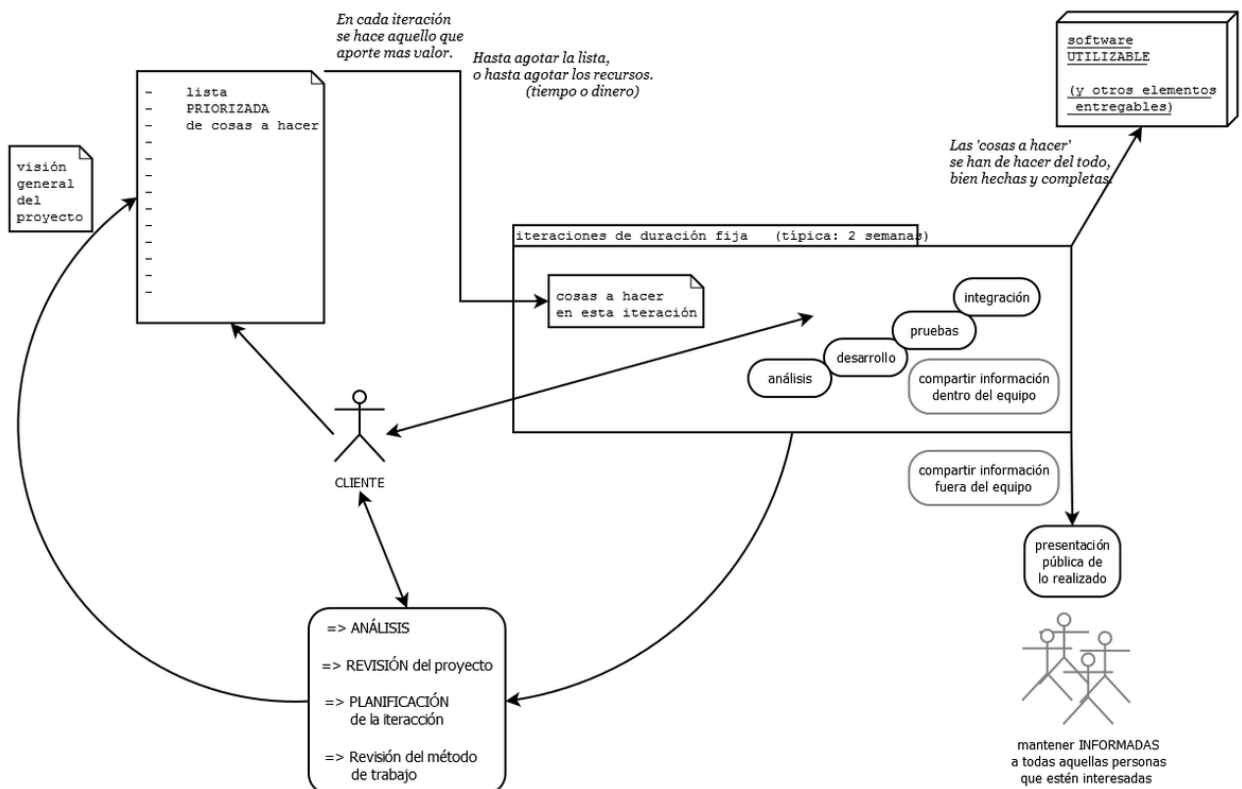 En cada iteración
se hace aquello que
aporte mas valor.
Hasta agotar la lista,
o hasta agotar los recursos.
(tiempo o dinero)
software
UTILIZABLE
(y otros elementos
entregables)
- lista
- PRIORIZADA
- de cosas a hacer
-
-
-
-
-
-
-
-
-
-
visión
general
del
proyecto
Las 'cosas a hacer'
se han de hacer del todo,
bien hechas y completas.
iteraciones de duración fija (típica: 2 semanas)
cosas a hacer
en esta iteración
integración
pruebas
desarrollo
análisis
compartir información
dentro del equipo
CLIENTE
compartir información
fuera del equipo
presentación
pública de
lo realizado
=> ANÁLISIS
=> REVISIÓN del proyecto
=> PLANIFICACIÓN
de la iteracción
=> Revisión del método
de trabajo
mantener INFORMADAS
a todas aquellas personas
que estén interesadas